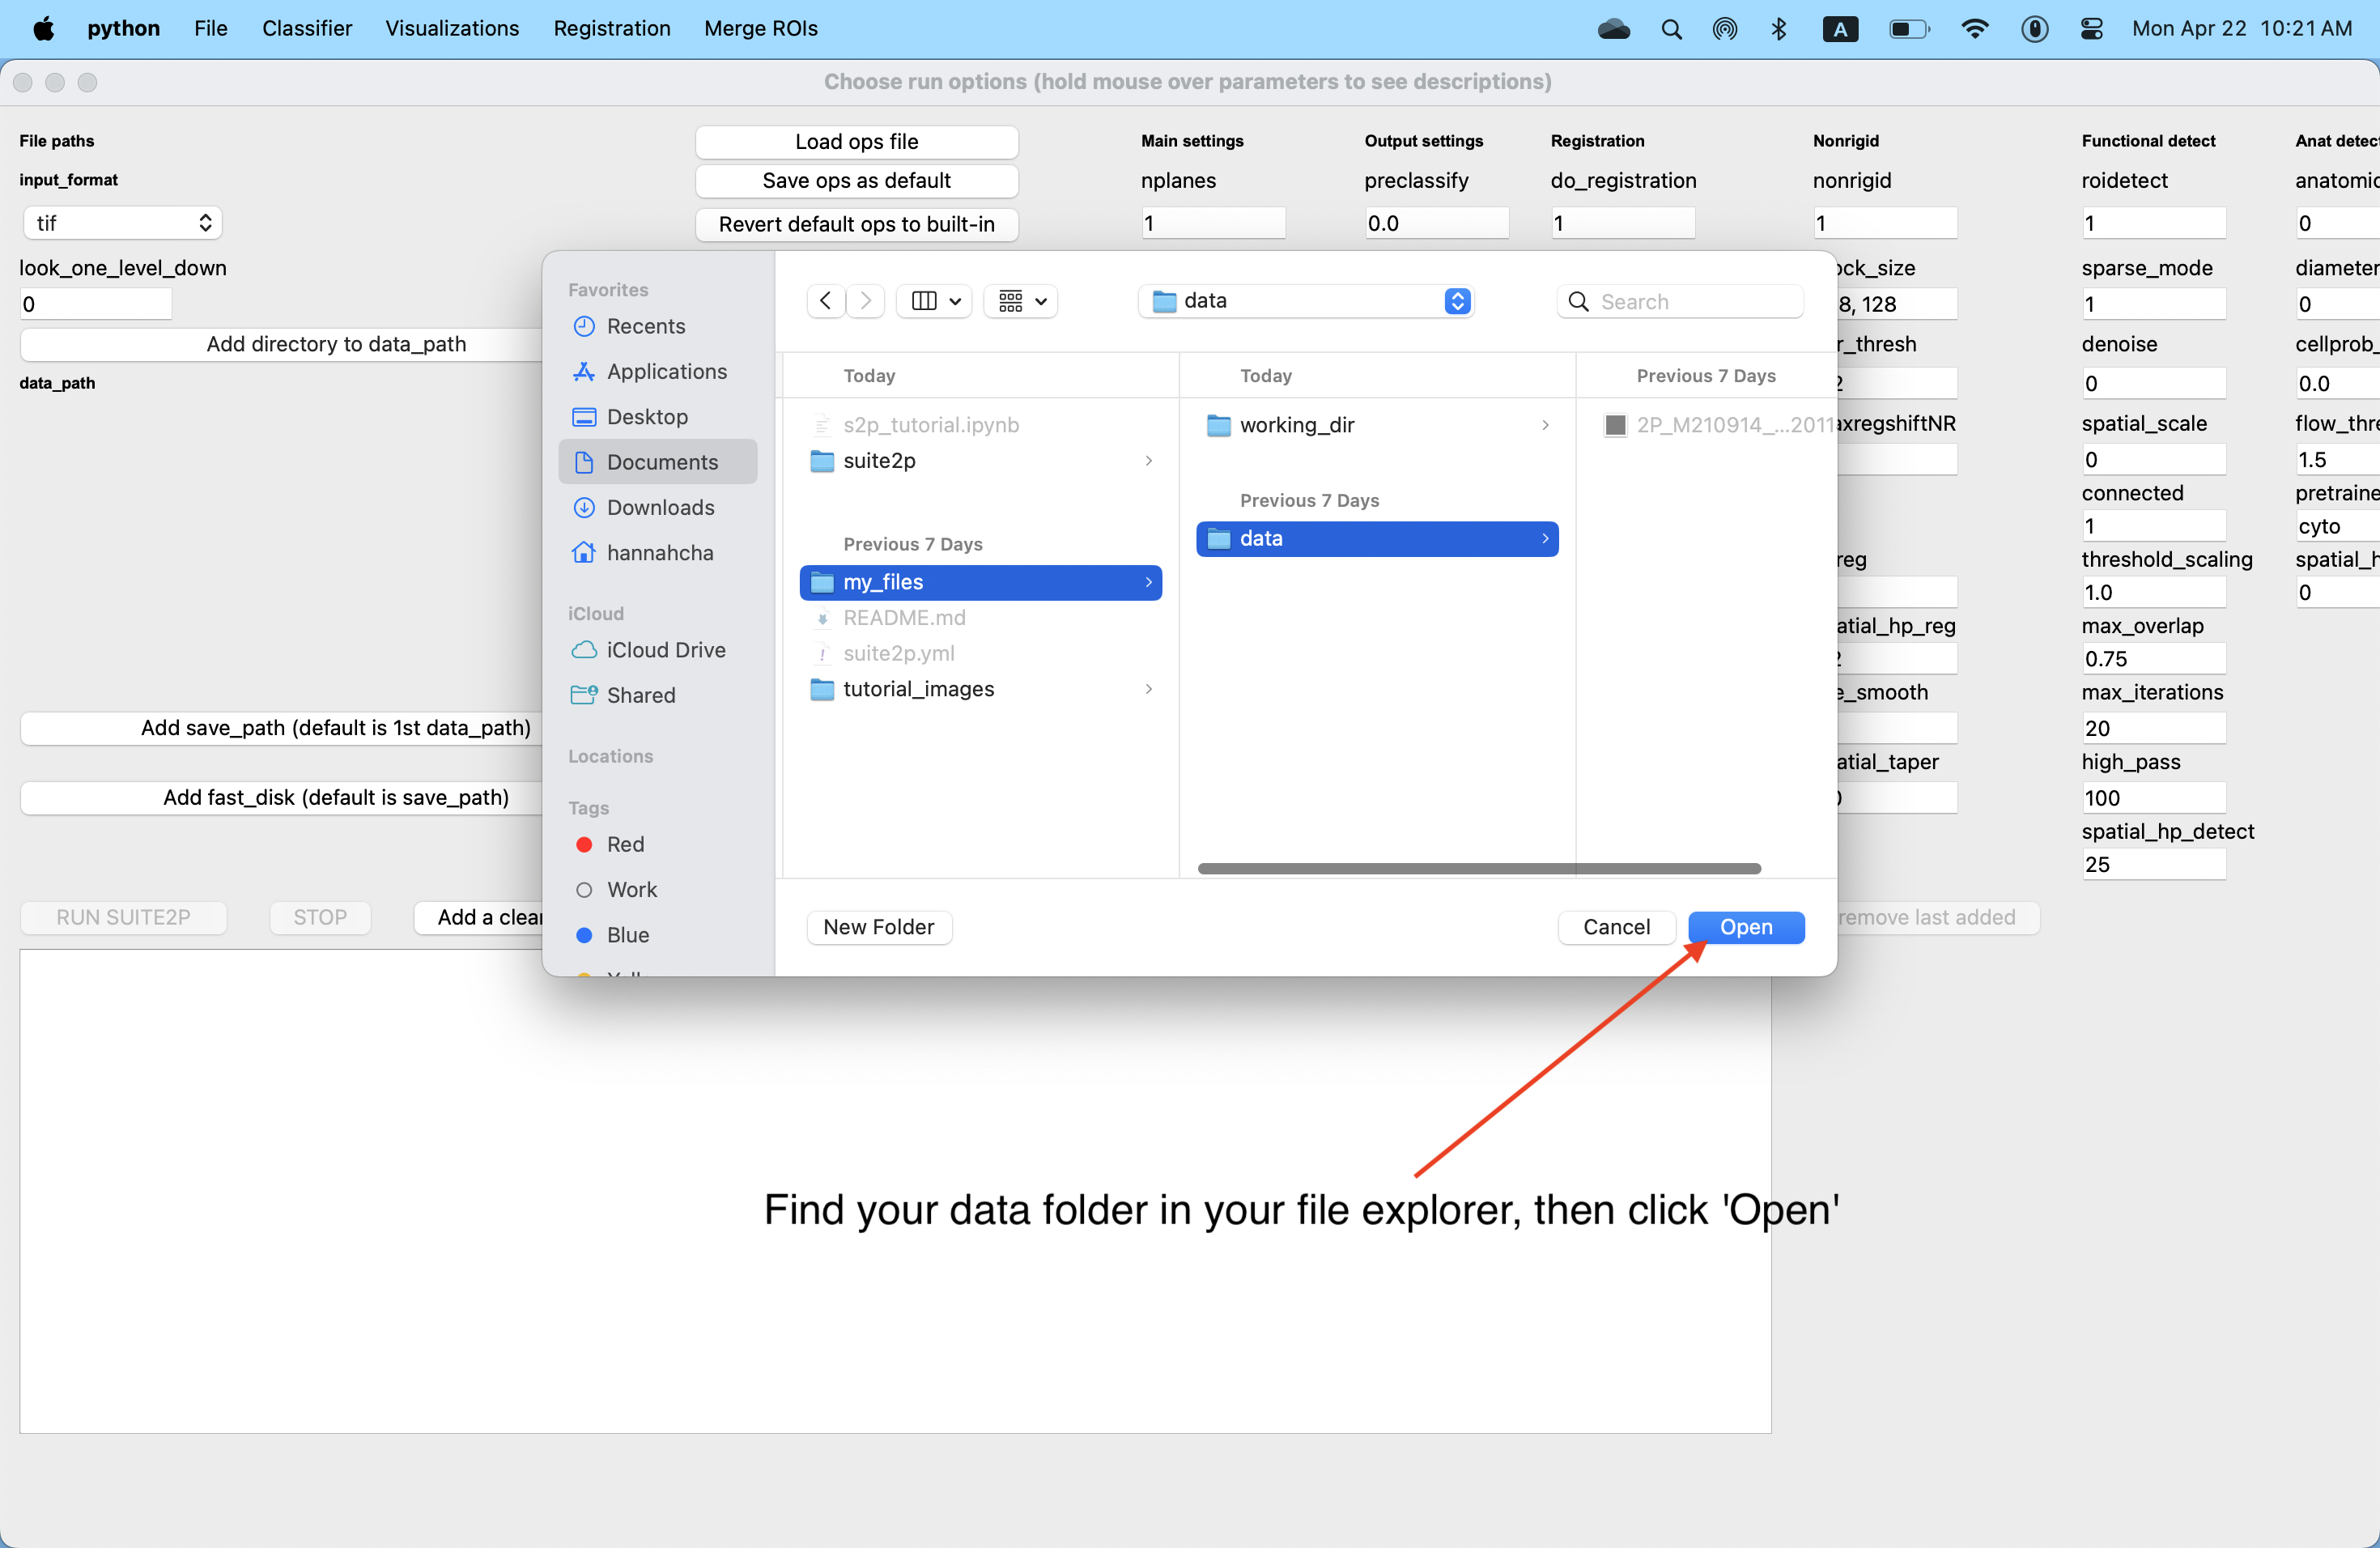 python File Classifier Visualizations Registration Merge ROIs A Mon Apr 22 10:21 AM
Choose run options (hold mouse over parameters to see descriptions)
File paths
input_format
tif
look_one_level_down
0
Add directory to data_path
data_path
Add save_path (default is 1st data_path)
Add fast_disk (default is save_path)
RUN SUITE2P STOP Add a clea
Load ops file
Save ops as default
Revert default ops to built-in
Main settings
nplanes
1
Output settings
preclassify
0.0
Registration
do_registration
1
Favorites
Recents
Applications
Desktop
Documents
Downloads
hannahcha
iCloud
iCloud Drive
Shared
Locations
Tags
Red
Work
Blue
data
Search
Today
s2p_tutorial.ipynb
suite2p
Previous 7 Days
my_files
README.md
suite2p.yml
tutorial_images
Today
working_dir
Previous 7 Days
data
Previous 7 Days
2P_M210914_...2011
New Folder
Cancel Open
Nonrigid
nonrigid
1
ck_size
8, 128
r_thresh
2
xregshiftNR
reg
atial_hp_reg
2
e_smooth
atial_taper
remove last added
Functional detect
roidetect
1
sparse_mode
1
denoise
0
spatial_scale
0
connected
1
threshold_scaling
1.0
max_overlap
0.75
max_iterations
20
high_pass
100
spatial_hp_detect
25
Anat detec
anatomic
0
diameter
0
cellprob_
0.0
flow_thre
1.5
pretraine
cyto
spatial_h
0
Find your data folder in your file explorer, then click 'Open'